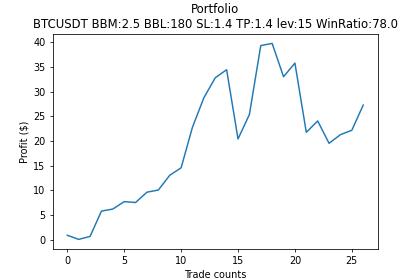 Portfolio
BTCUSDT BBM:2.5 BBL:180 SL:1.4 TP:1.4 lev:15 WinRatio:78.0
40
35
30
25
20
15
10
5
0
Profit ($)
0 5 10 15 20 25
Trade counts